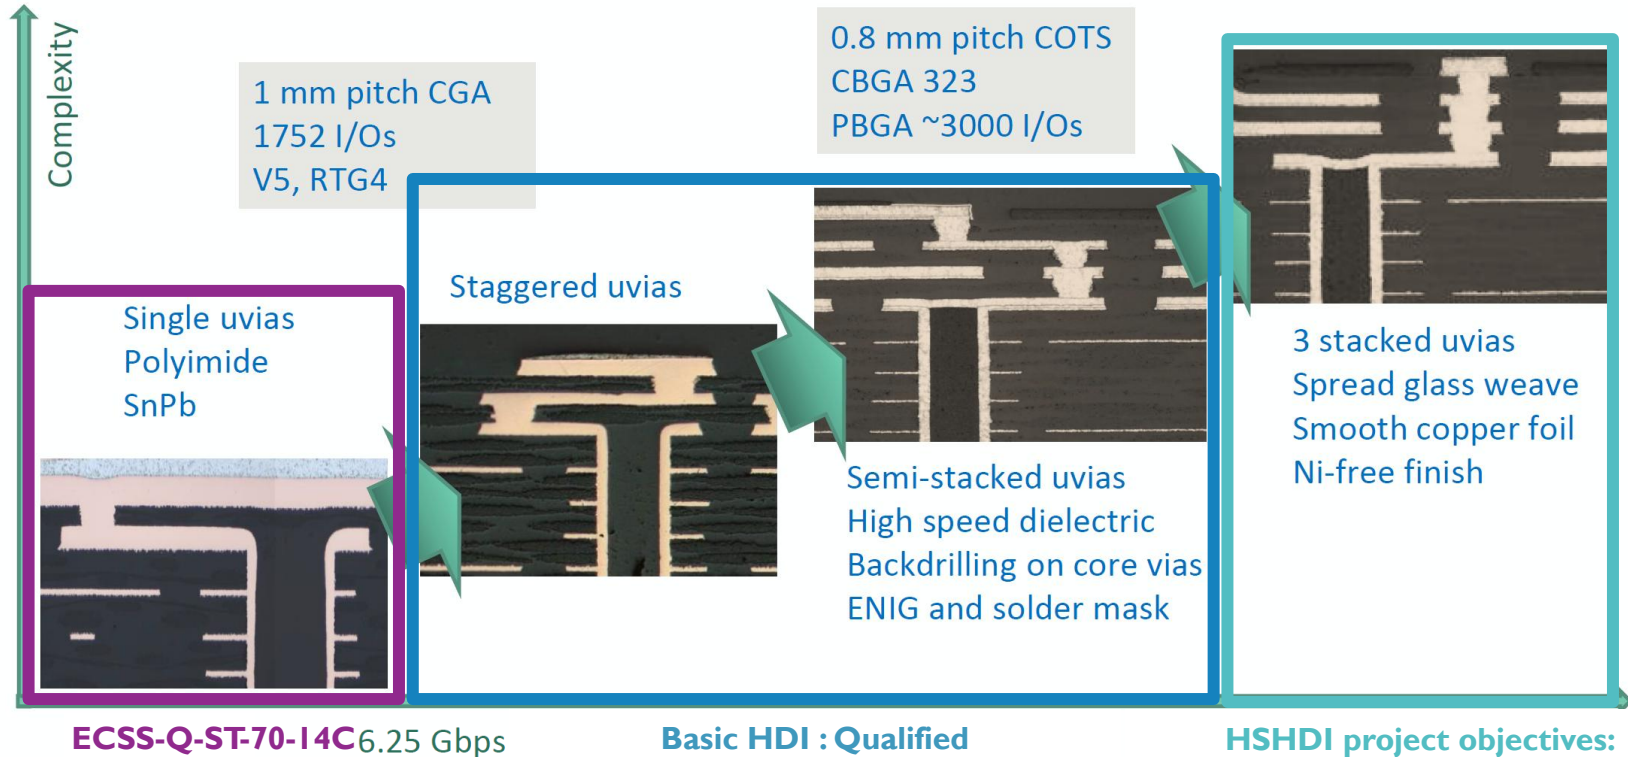 Complexity
1 mm pitch CGA
1752 I/Os
V5, RTG4
0.8 mm pitch COTS
CBGA 323
PBGA ~3000 I/Os
Single uvias
Polyimide
SnPb
Staggered uvias
Semi-stacked uvias
High speed dielectric
Backdrilling on core vias
ENIG and solder mask
3 stacked uvias
Spread glass weave
Smooth copper foil
Ni-free finish
ECSS-Q-ST-70-14C 6.25 Gbps
Basic HDI : Qualified
HSHDI project objectives: